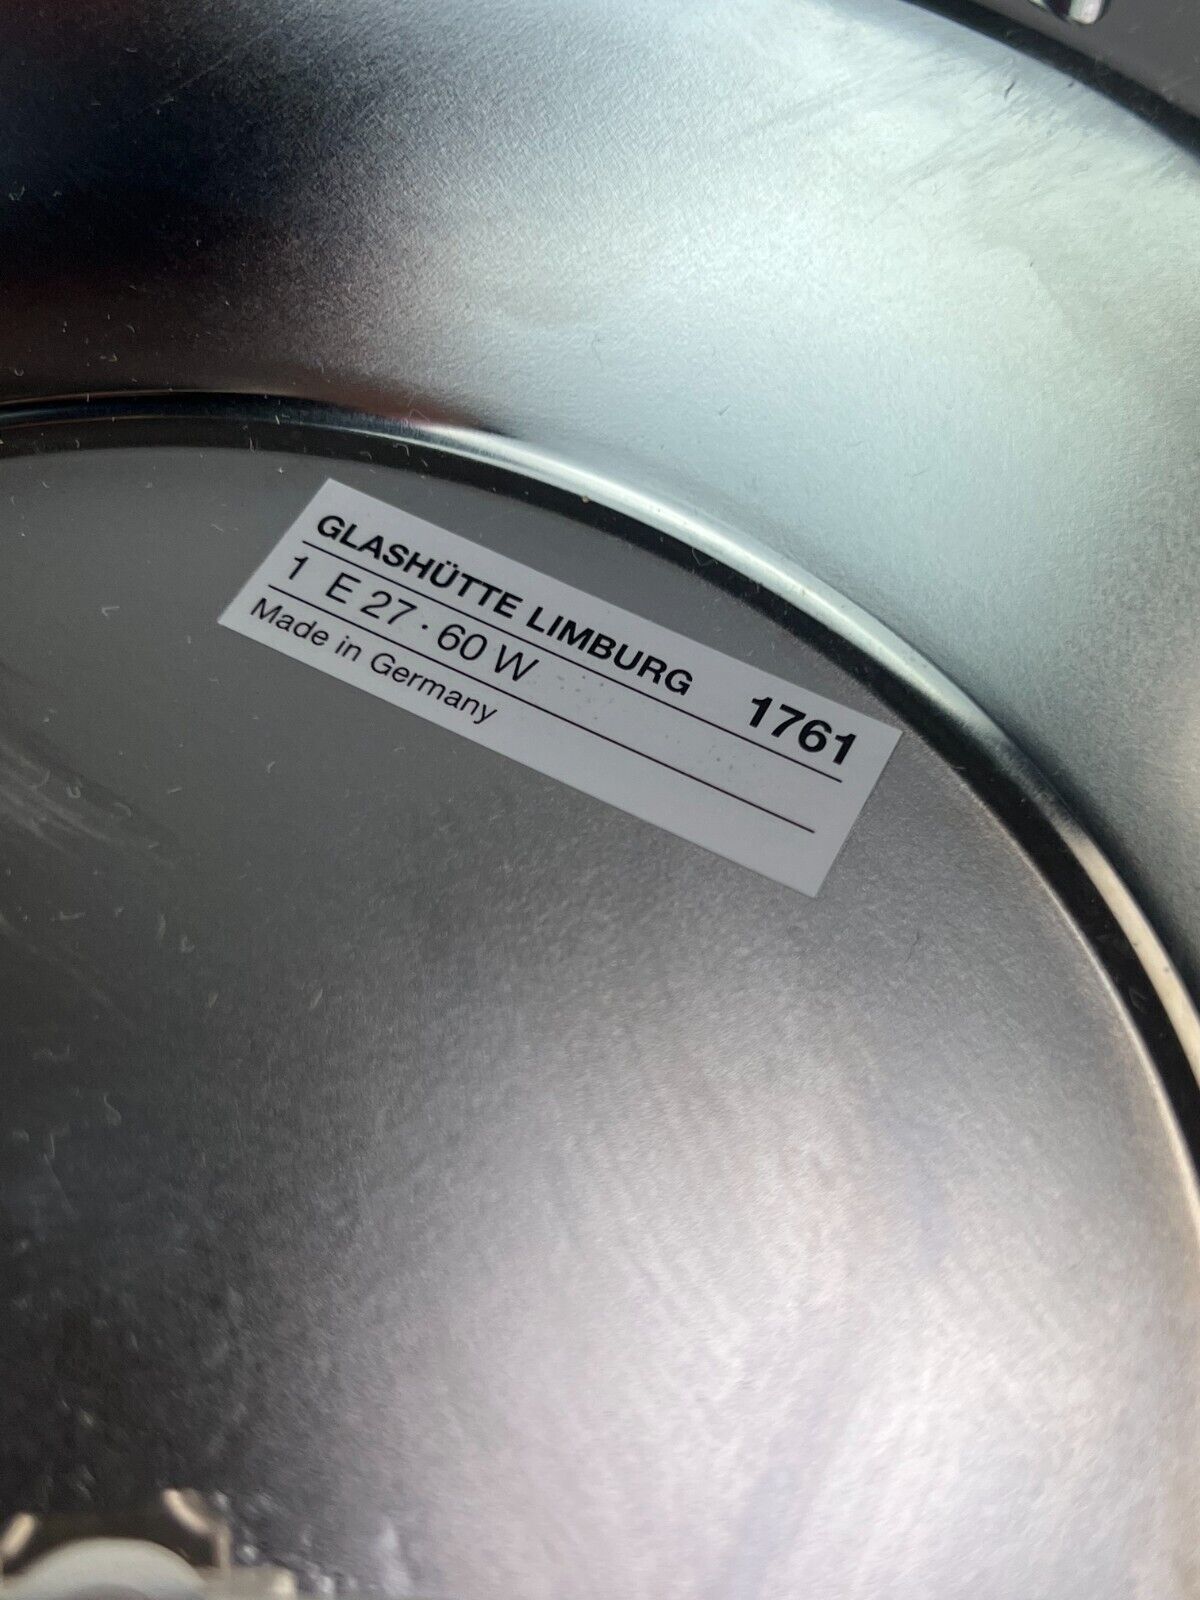 GLASHÜTTE LIMBURG 1761
1 E 27 · 60 W
Made in Germany